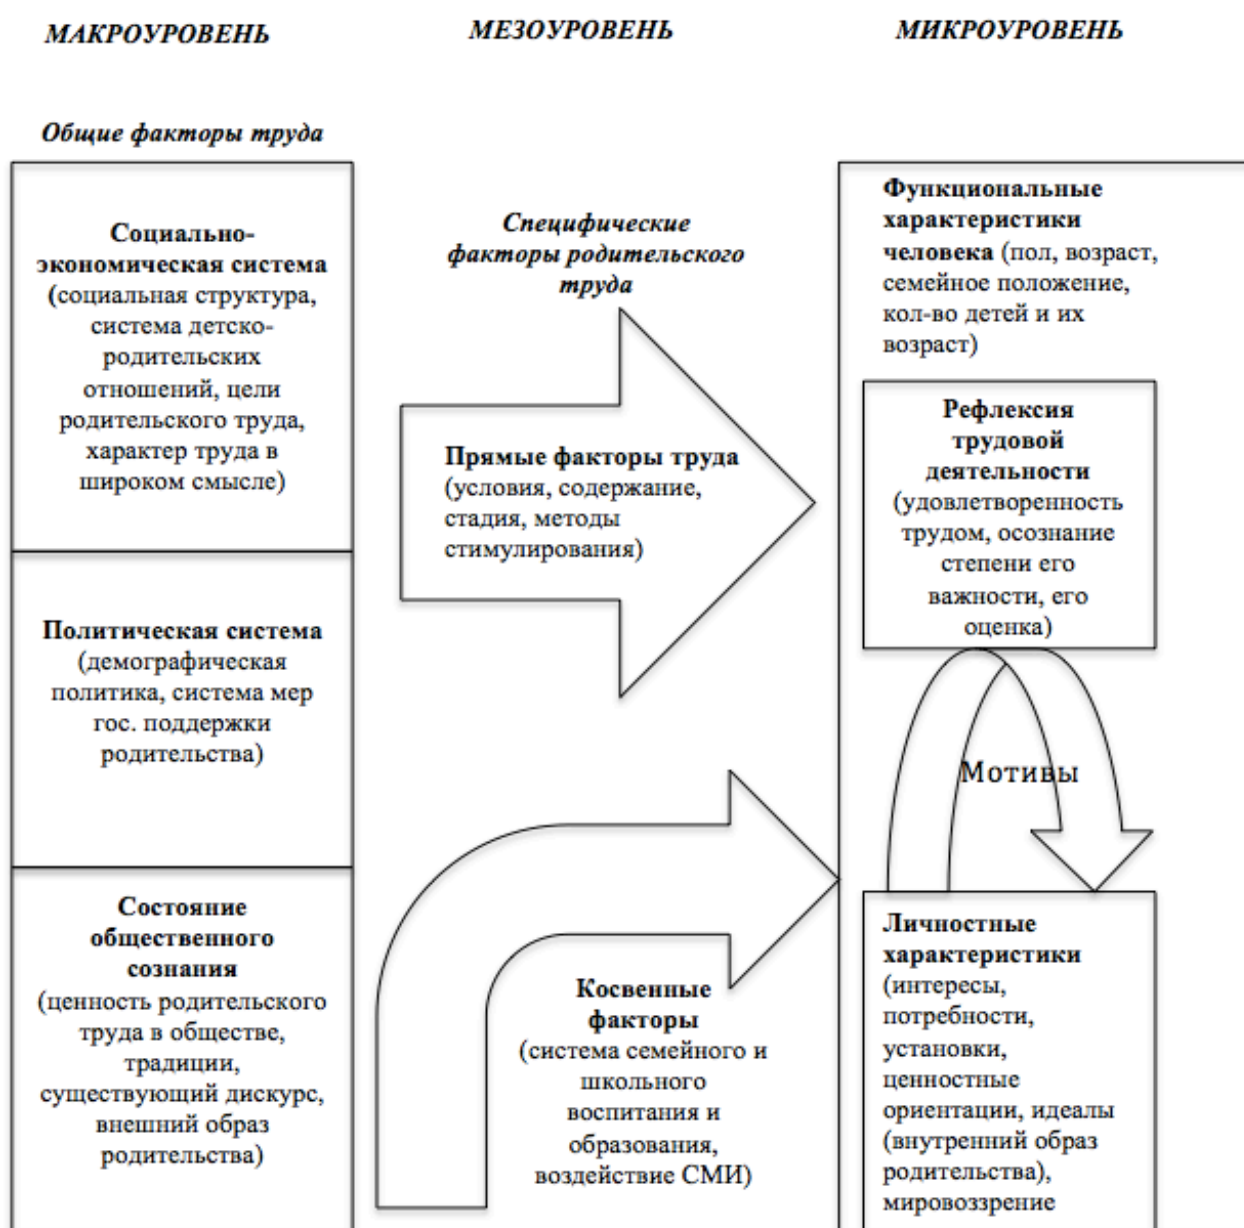 МАКРОУРОВЕНЬ
МЕЗОУРОВЕНЬ
МИКРОУРОВЕНЬ
Общие факторы труда
Социально-
экономическая система
(социальная структура,
система детско-
родительских
отношений, цели
родительского труда,
характер труда в
широком смысле)
Политическая система
(демографическая
политика, система мер
гос. поддержки
родительства)
Состояние
общественного
сознания
(ценность родительского
труда в обществе,
традиции,
существующий дискурс,
внешний образ
родительства)
Специфические
факторы родительского
труда
Прямые факторы труда
(условия, содержание,
стадия, методы
стимулирования)
Косвенные
факторы
(система семейного и
школьного
воспитания и
образования,
воздействие СМИ)
Функциональные
характеристики
человека (пол, возраст,
семейное положение,
кол-во детей и их
возраст)
Рефлексия
трудовой
деятельности
(удовлетворенность
трудом, осознание
степени его
важности, его
оценка)
Мотивы
Личностные
характеристики
(интересы,
потребности,
установки,
ценностные
ориентации, идеалы
(внутренний образ
родительства),
мировоззрение